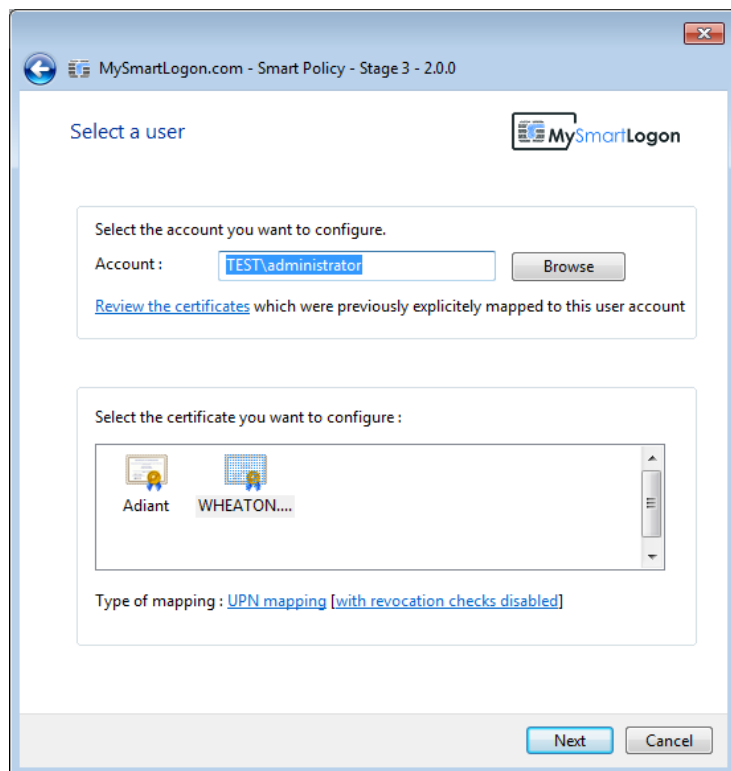 MySmartLogon.com - Smart Policy - Stage 3 - 2.0.0
Select a user
MySmartLogon
Select the account you want to configure.
Account : TEST\administrator Browse
Review the certificates which were previously explicitely mapped to this user account
Select the certificate you want to configure :
Adiant WHEATON....
Type of mapping : UPN mapping [with revocation checks disabled]
Next Cancel